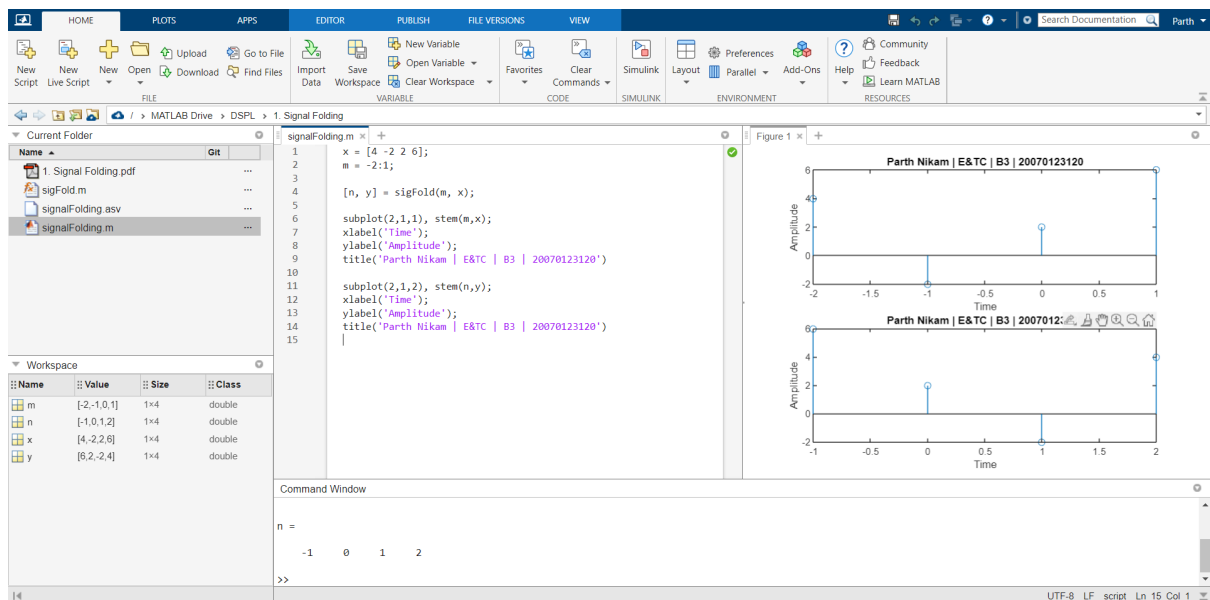 HOME PLOTS APPS EDITOR PUBLISH FILE VERSIONS VIEW Search Documentation Parth
New Script
New Live Script
New
Open
Upload
Download
Go to File
Find Files
FILE
Import Data
Save Workspace
New Variable
Open Variable
Clear Workspace
VARIABLE
Favorites
Clear Commands
CODE
Simulink
SIMULINK
Layout
Preferences
Parallel
Add-Ons
ENVIRONMENT
Help
Community
Feedback
Learn MATLAB
RESOURCES
/ > MATLAB Drive > DSPL > 1. Signal Folding
Current Folder
Name Git
1. Signal Folding.pdf ...
sigFold.m ...
signalFolding.asv ...
signalFolding.m ...
Workspace
Name Value Size Class
m [-2,-1,0,1] 1×4 double
n [-1,0,1,2] 1×4 double
x [4,-2,2,6] 1×4 double
y [6,2,-2,4] 1×4 double
signalFolding.m × +
1 x = [4 -2 2 6];
2 m = -2:1;
3
4 [n, y] = sigFold(m, x);
5
6 subplot(2,1,1), stem(m,x);
7 xlabel('Time');
8 ylabel('Amplitude');
9 title('Parth Nikam | E&TC | B3 | 20070123120')
10
11 subplot(2,1,2), stem(n,y);
12 xlabel('Time');
13 ylabel('Amplitude');
14 title('Parth Nikam | E&TC | B3 | 20070123120')
15
Figure 1 × +
Parth Nikam | E&TC | B3 | 20070123120
Amplitude
6
4
2
0
-2
-2 -1.5 -1 -0.5 0 0.5 1
Time
Parth Nikam | E&TC | B3 | 2007012
Amplitude
6
4
2
0
-2
-1 -0.5 0 0.5 1 1.5 2
Time
Command Window
n =
-1 0 1 2
>>
UTF-8 LF script Ln 15 Col 1